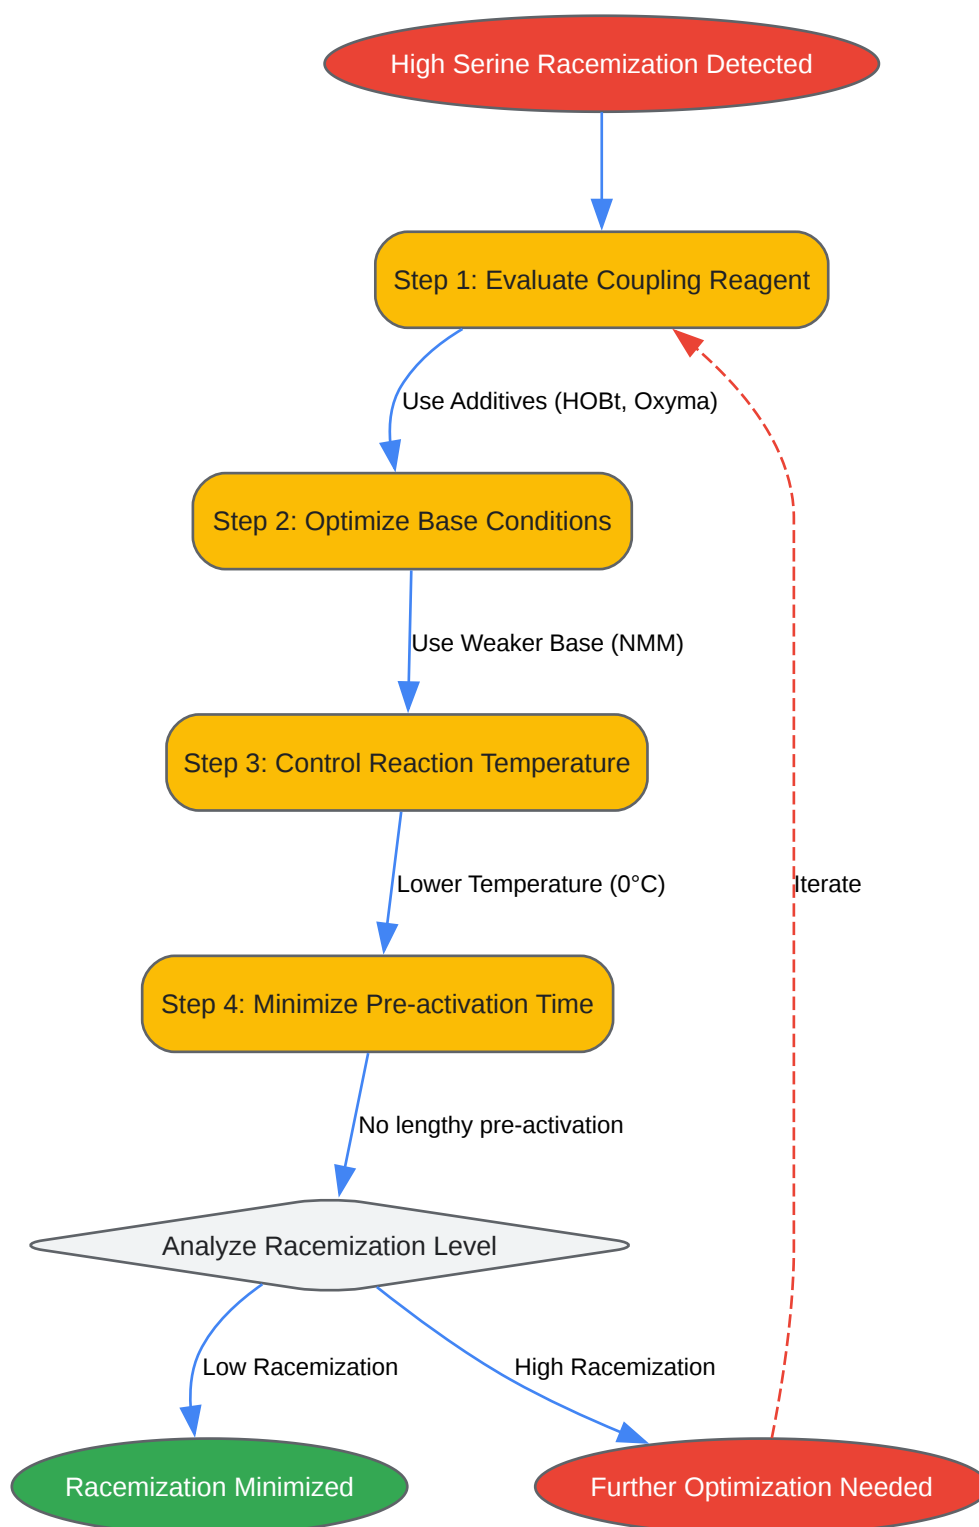 High Serine Racemization Detected
Step 1: Evaluate Coupling Reagent
Use Additives (HOBt, Oxyma)
Step 2: Optimize Base Conditions
Use Weaker Base (NMM)
Step 3: Control Reaction Temperature
Lower Temperature (0°C)
Iterate
Step 4: Minimize Pre-activation Time
No lengthy pre-activation
Analyze Racemization Level
Low Racemization
High Racemization
Racemization Minimized
Further Optimization Needed